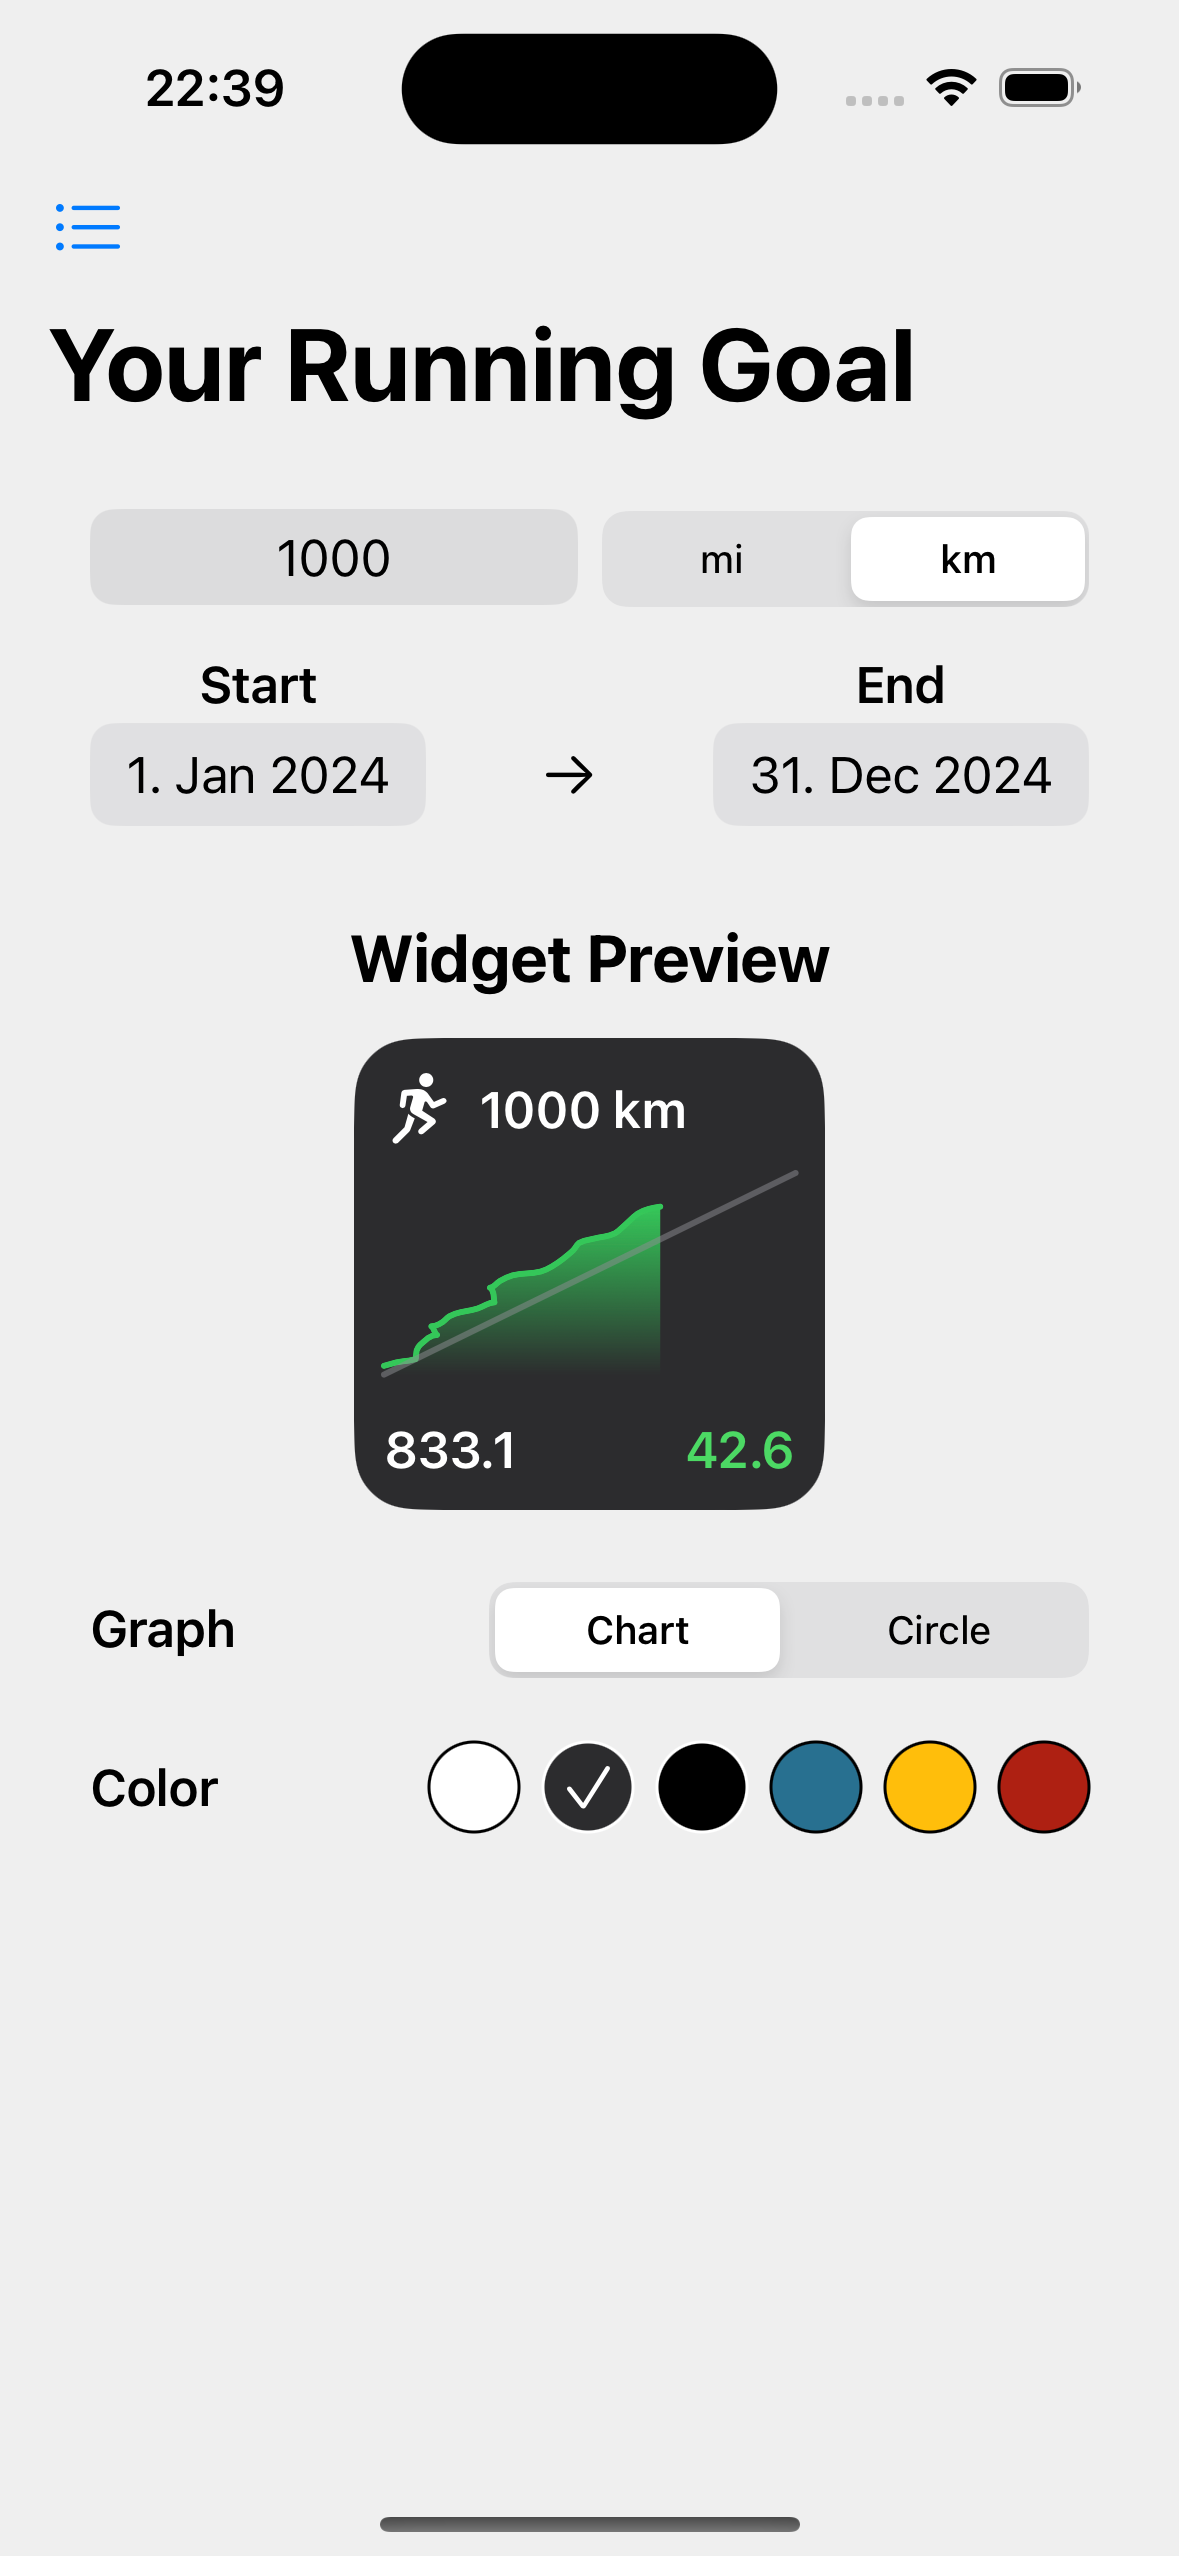 22:39
Your Running Goal
1000 mi km
Start End
1. Jan 2024 → 31. Dec 2024
Widget Preview
1000 km
833.1 42.6
Graph Chart Circle
Color